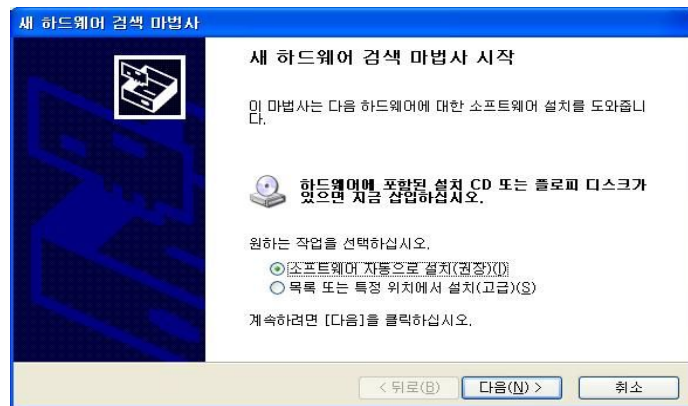 새 하드웨어 검색 마법사
새 하드웨어 검색 마법사 시작
이 마법사는 다음 하드웨어에 대한 소프트웨어 설치를 도와줍니
다.
하드웨어에 포함된 설치 CD 또는 플로피 디스크가
있으면 지금 삽입하십시오.
원하는 작업을 선택하십시오.
소프트웨어 자동으로 설치(권장)(I)
목록 또는 특정 위치에서 설치(고급)(S)
계속하려면 [다음]을 클릭하십시오.
< 뒤로(B) 다음(N) > 취소